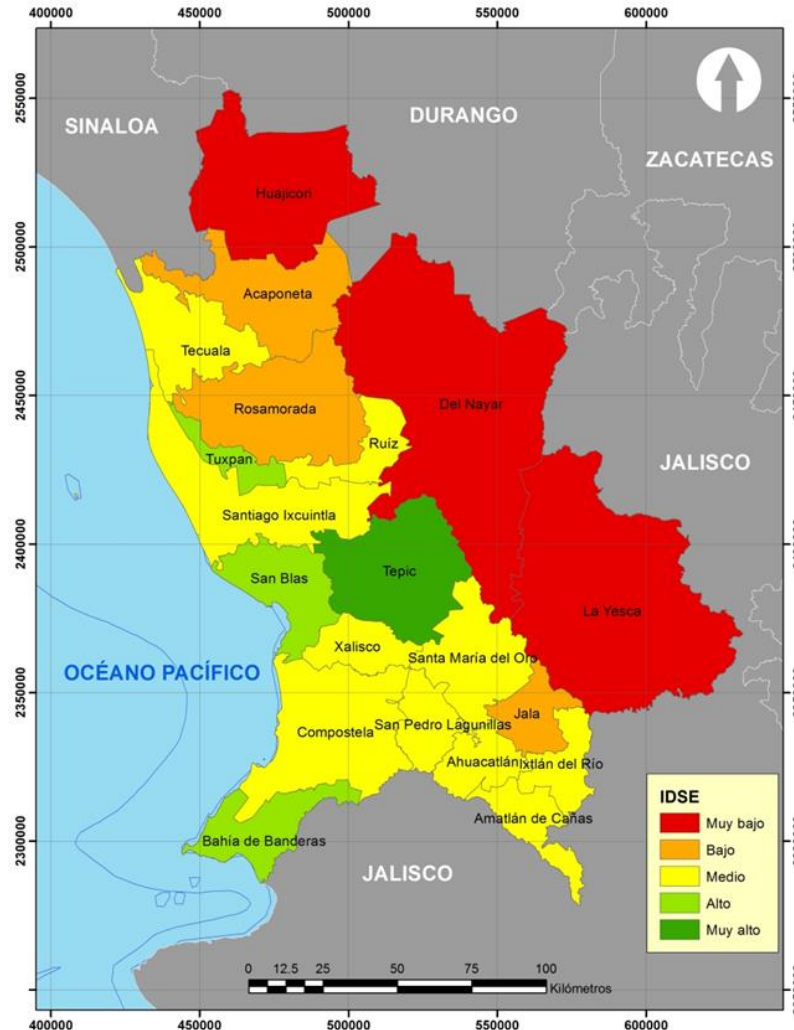 400000 450000 500000 550000 600000
2550000
2500000
2450000
2400000
2350000
2300000
SINALOA
DURANGO
ZACATECAS
Huajicon
Acaponeta
Tecuala
Del Nayar
Rosamorada
Ruíz
JALISCO
Tuxpan
Santiago Ixcuintla
San Blas
Tepic
La Yesca
Xalisco
Santa María del Oro
OCÉANO PACÍFICO
Jala
San Pedro Lagunillas
Compostela
Ahuacatlán
Ixtlán del Río
Amatlán de Cañas
Bahía de Banderas
JALISCO
IDSE
Muy bajo
Bajo
Medio
Alto
Muy alto
0 12.5 25 50 75 100
Kilómetros
400000 450000 500000 550000 600000